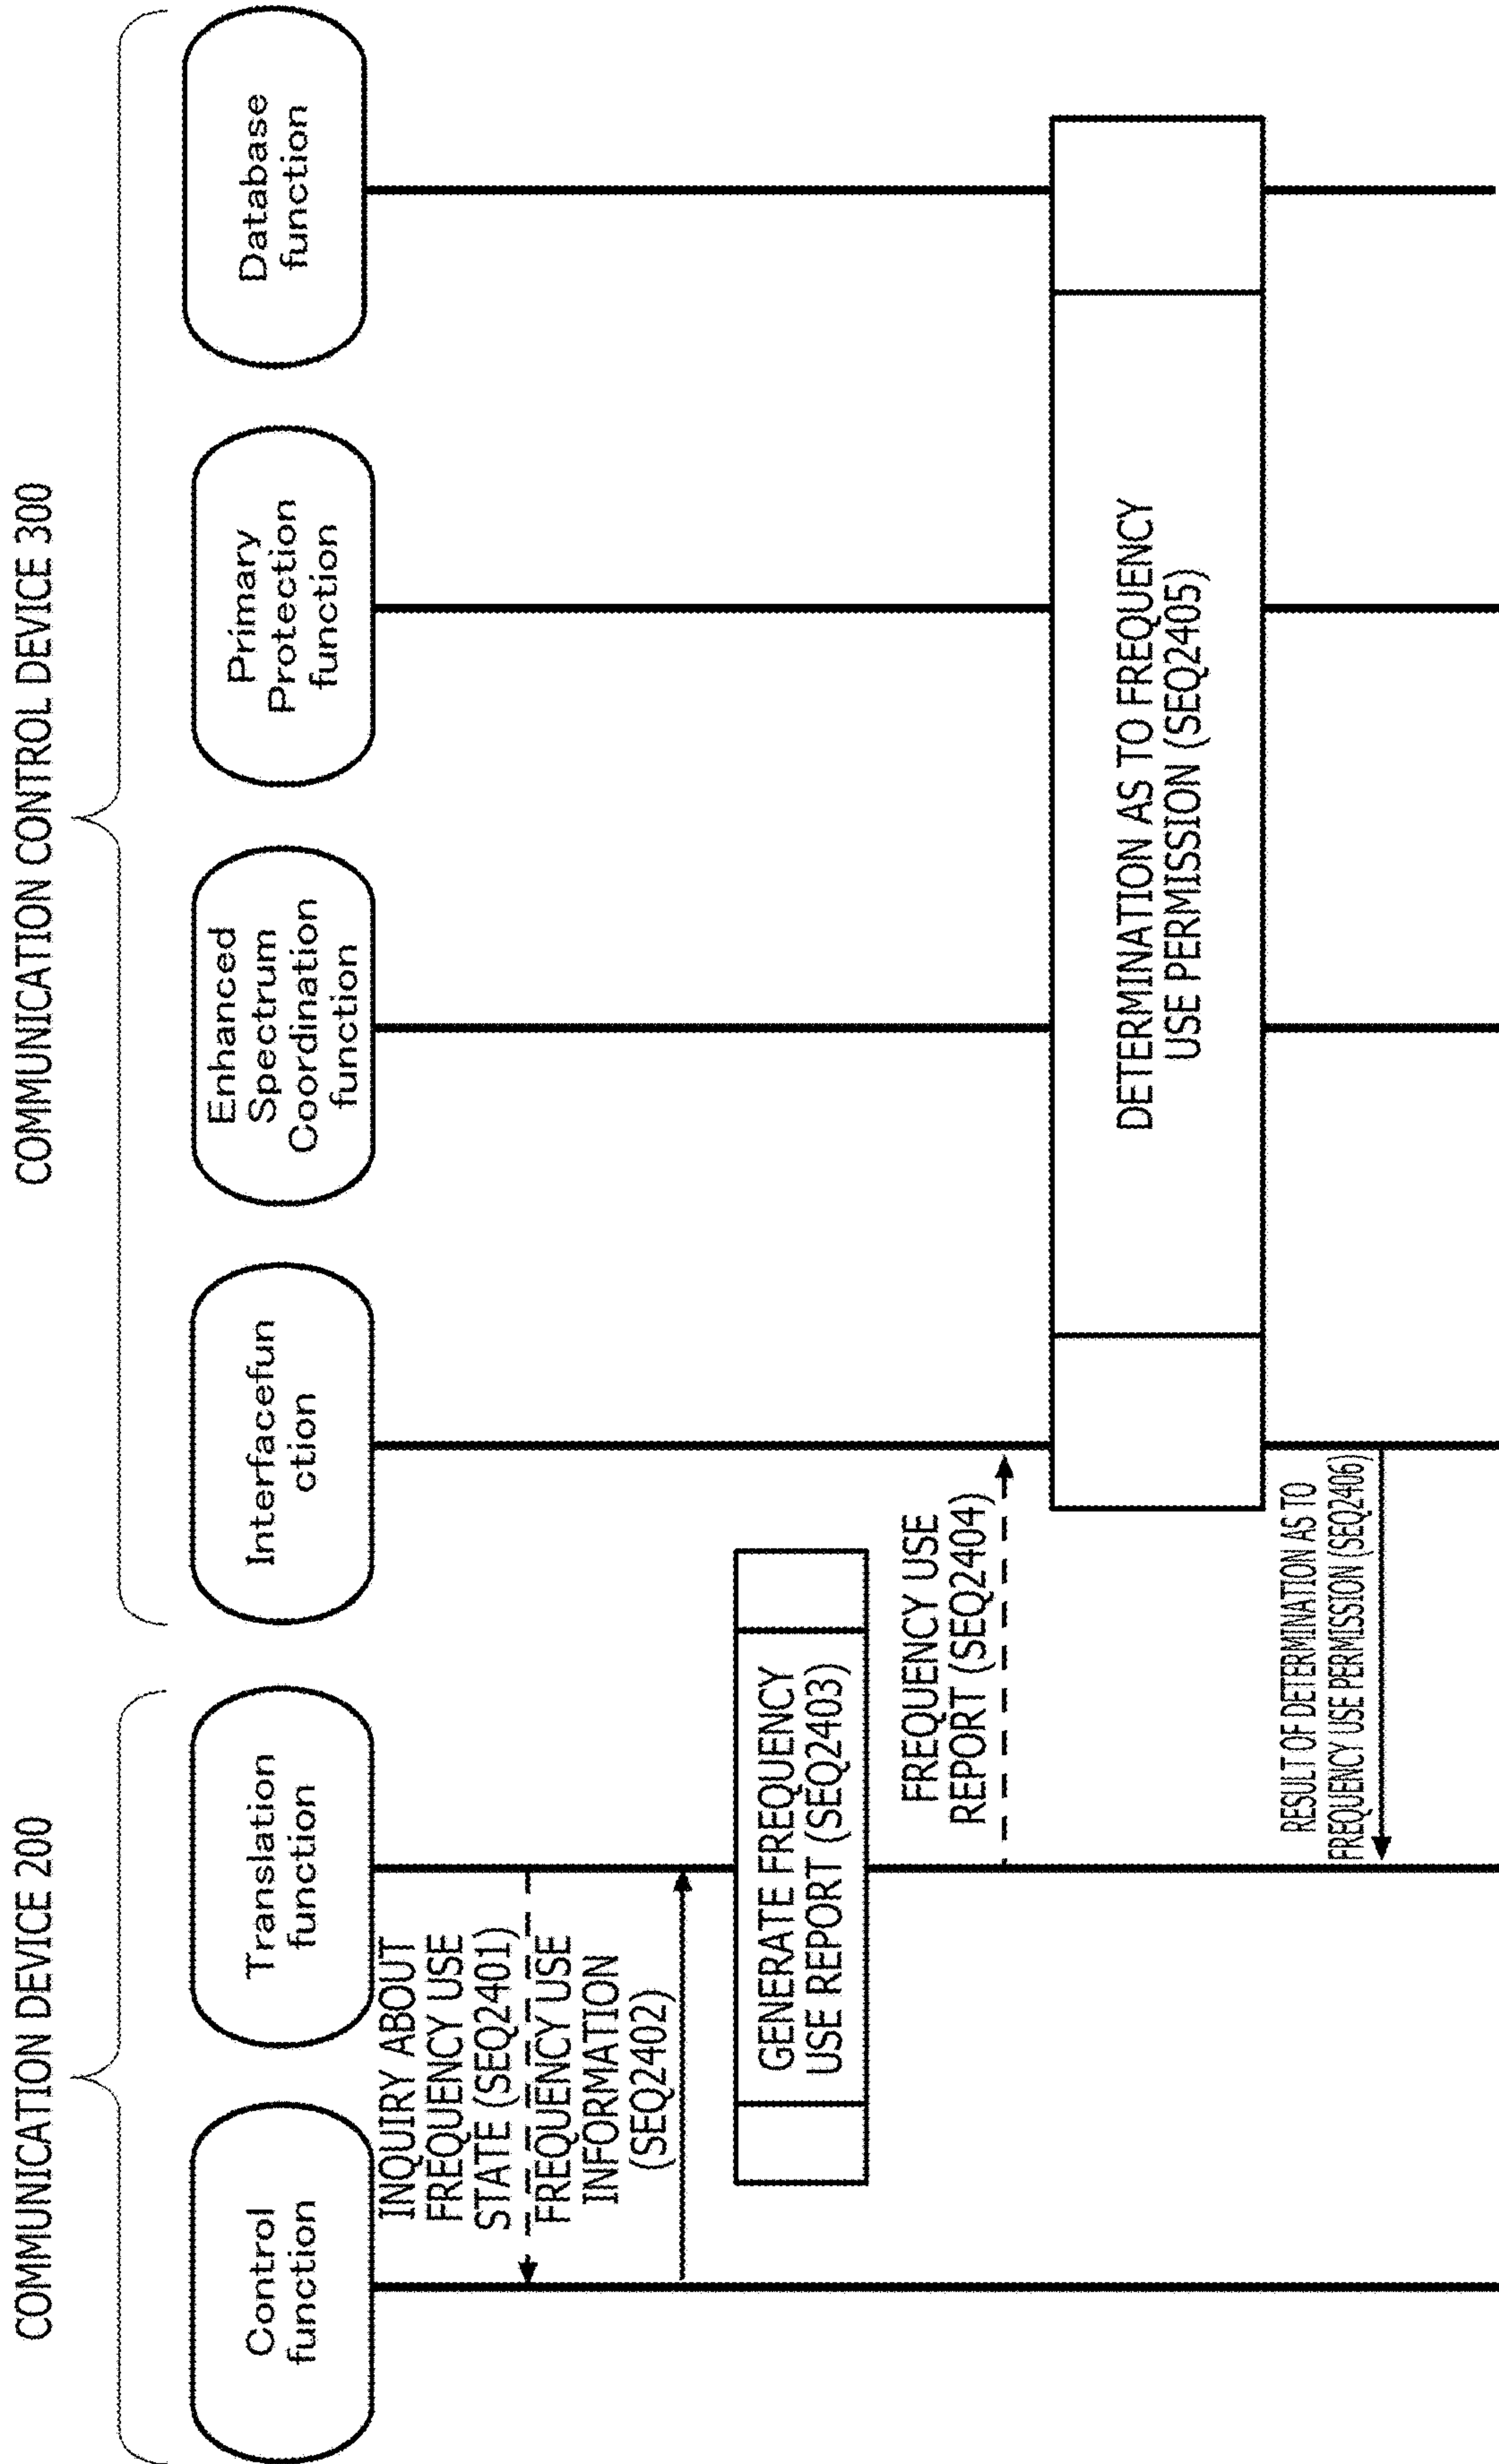 COMMUNICATION DEVICE 200
COMMUNICATION CONTROL DEVICE 300
Control
function
Translation
function
Interfacefun
ction
Enhanced
Spectrum
Coordination
function
Primary
Protection
function
Database
function
INQUIRY ABOUT
FREQUENCY USE
STATE (SEQ2401)
FREQUENCY USE
INFORMATION
(SEQ2402)
GENERATE FREQUENCY
USE REPORT (SEQ2403)
FREQUENCY USE
REPORT (SEQ2404)
DETERMINATION AS TO FREQUENCY
USE PERMISSION (SEQ2405)
RESULT OF DETERMINATION AS TO
FREQUENCY USE PERMISSION (SEQ2406)